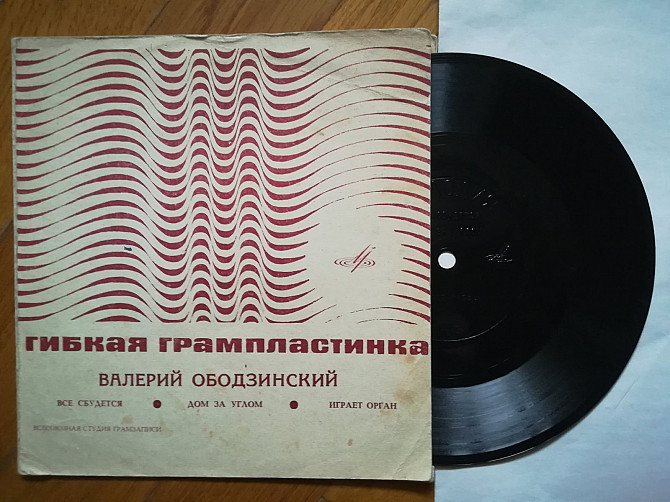 ГИБКАЯ ГРАМПЛАСТИНКА
ВАЛЕРИЙ ОБОДЗИНСКИЙ
ВСЕ СБУДЕТСЯ ● ДОМ ЗА УГЛОМ ● ИГРАЕТ ОРГАН
ВСЕСОЮЗНАЯ СТУДИЯ ГРАМЗАПИСИ